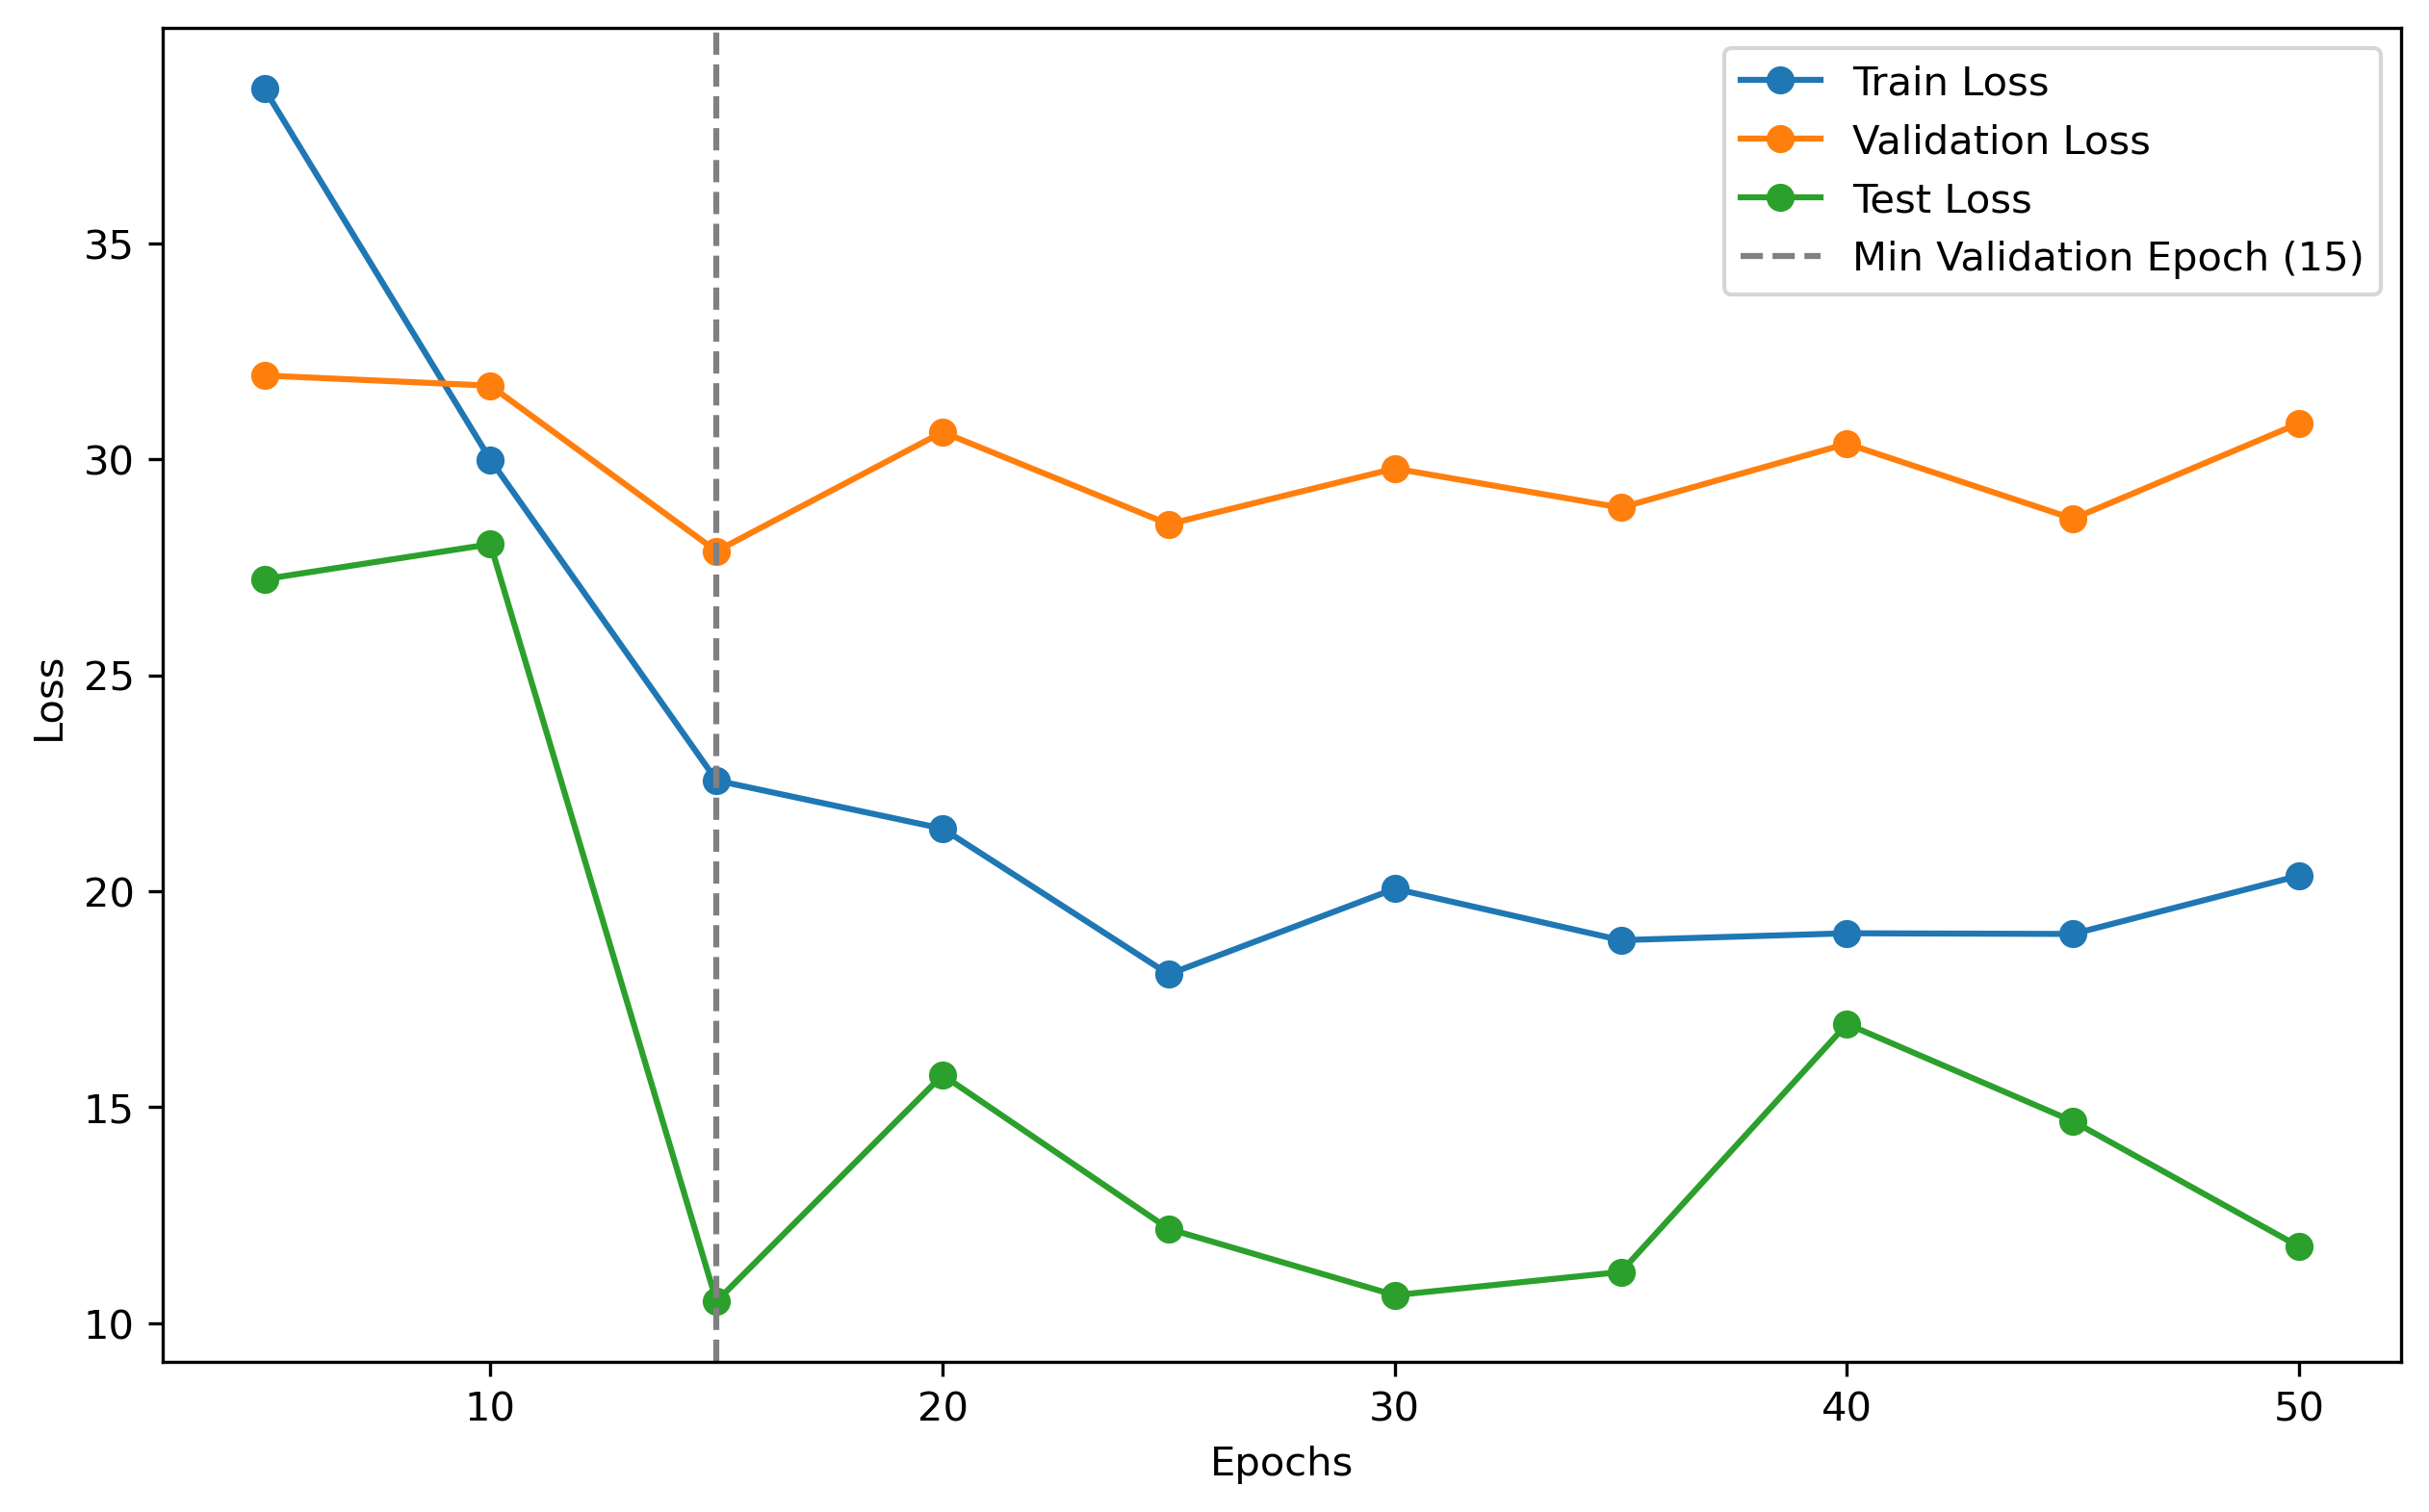 Train Loss
Validation Loss
Test Loss
Min Validation Epoch (15)
35
30
25
20
15
10
Loss
10 20 30 40 50
Epochs